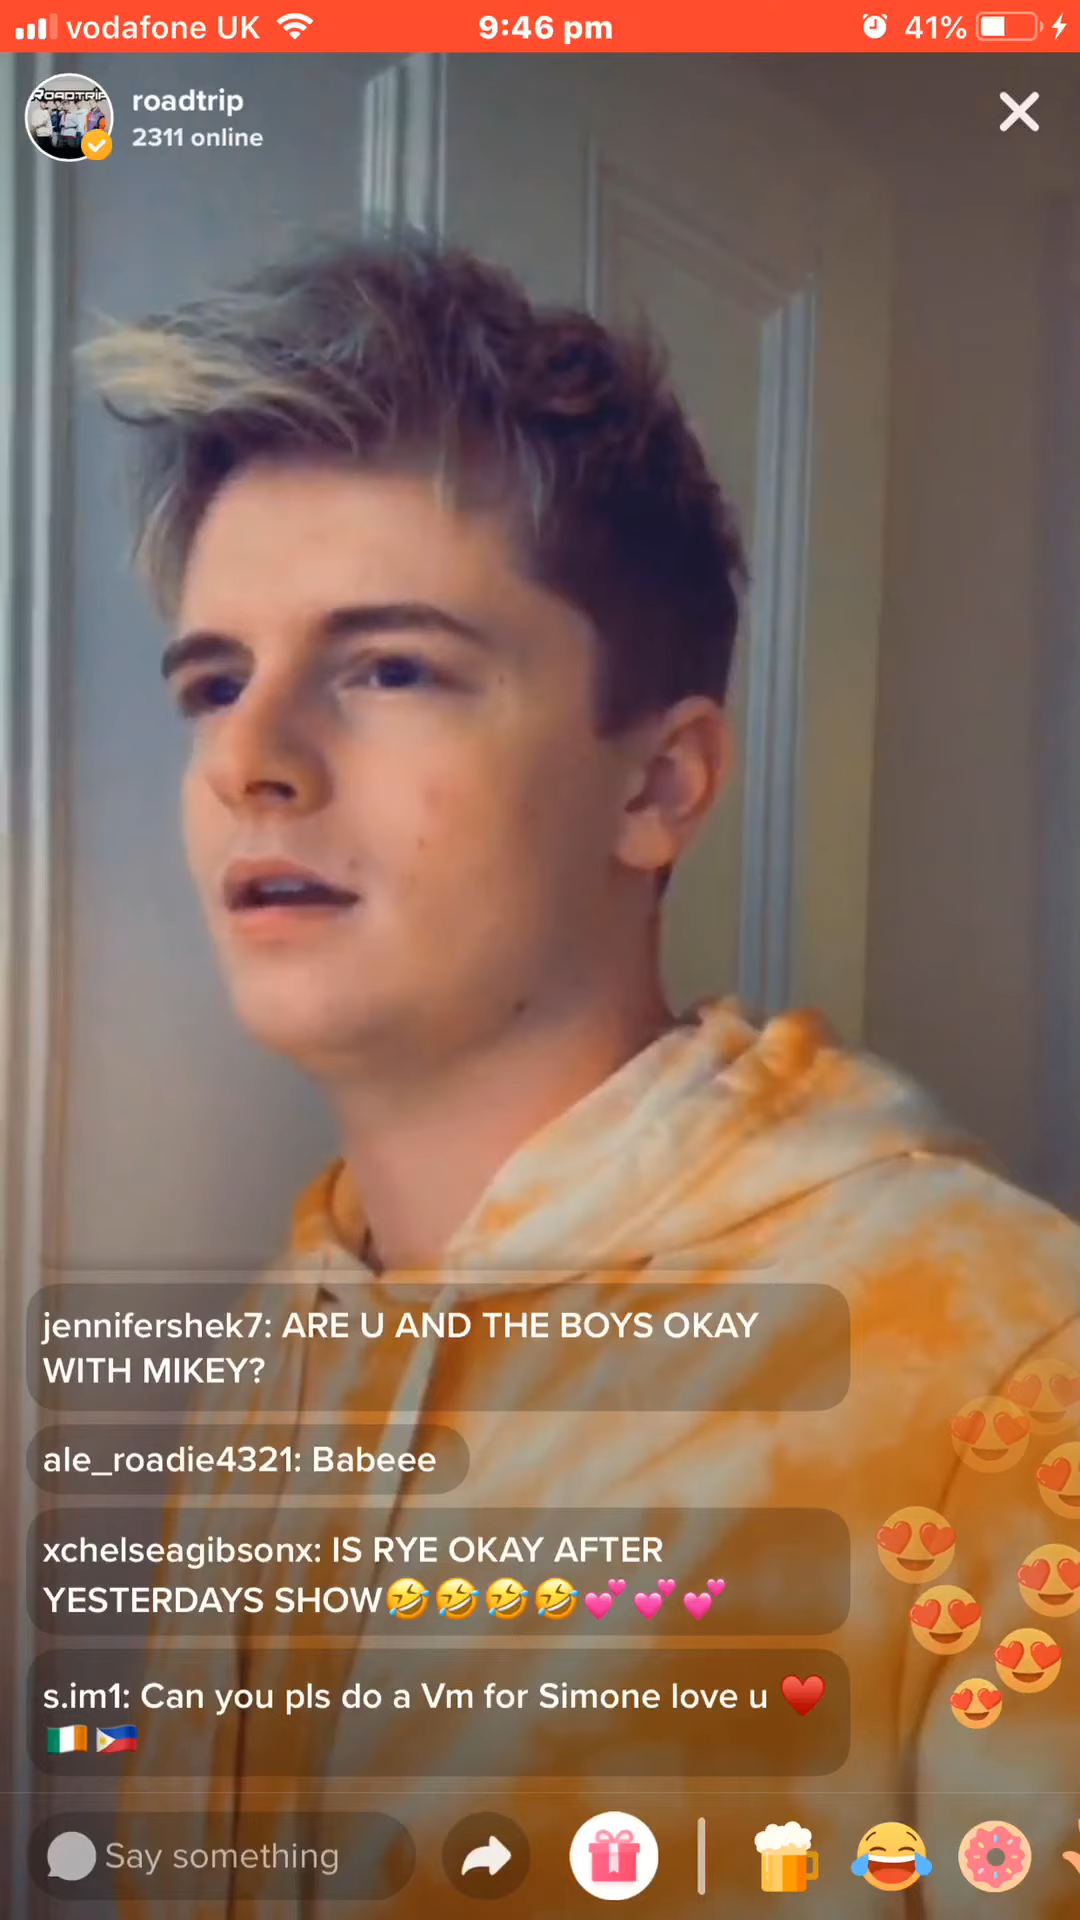 vodafone UK 9:46 pm 41%
ROADTRIP
roadtrip
2311 online
jennifershek7: ARE U AND THE BOYS OKAY
WITH MIKEY?
ale_roadie4321: Babeee
xchelseagibsonx: IS RYE OKAY AFTER
YESTERDAYS SHOW🤣🤣🤣🤣💕💕💕
s.im1: Can you pls do a Vm for Simone love u ❤️
🇮🇪🇵🇭
Say something